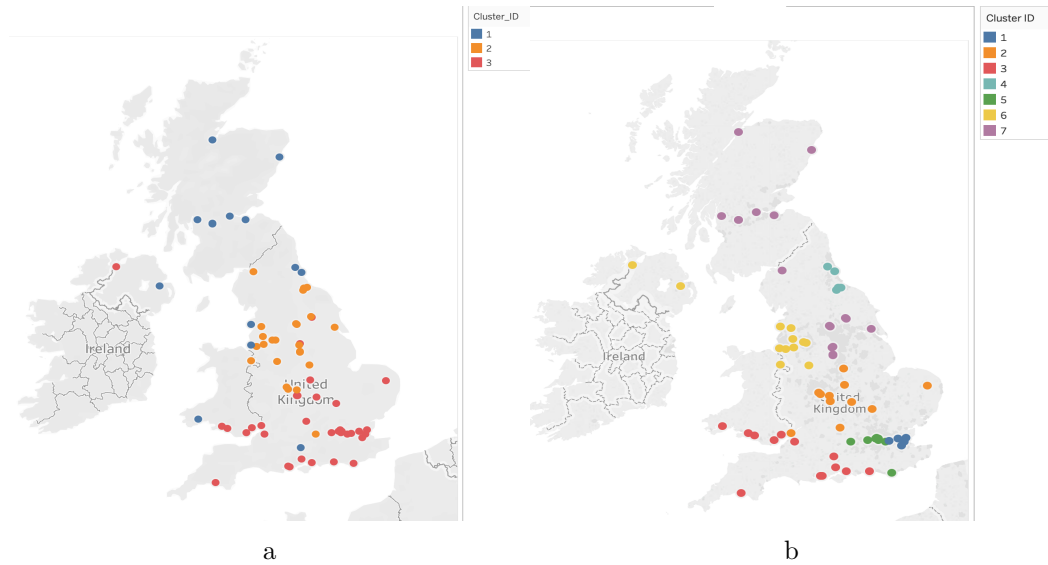 Cluster_ID
1
2
3
Ireland
United
Kingdom
a
Cluster ID
1
2
3
4
5
6
7
Ireland
United
Kingdom
b